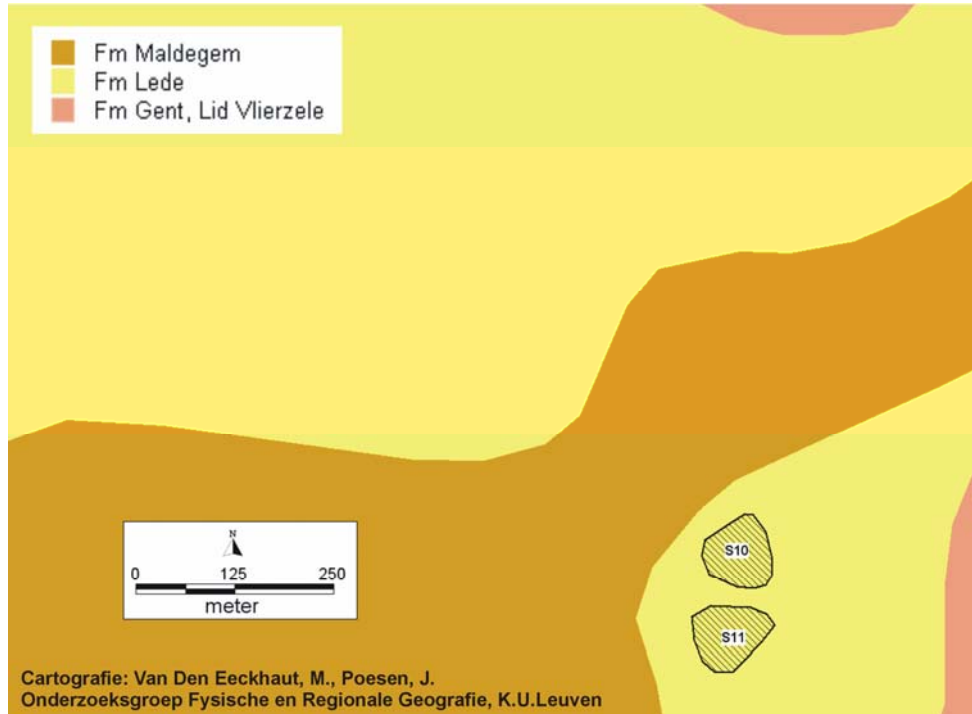 Fm Maldegem
Fm Lede
Fm Gent, Lid Vlierzele
S10
N
0 125 250
meter
S11
Cartografie: Van Den Eeckhaut, M., Poesen, J.
Onderzoeksgroep Fysische en Regionale Geografie, K.U.Leuven